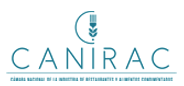 CANIRAC
CÁMARA NACIONAL DE LA INDUSTRIA DE RESTAURANTES Y ALIMENTOS CONDIMENTADOS